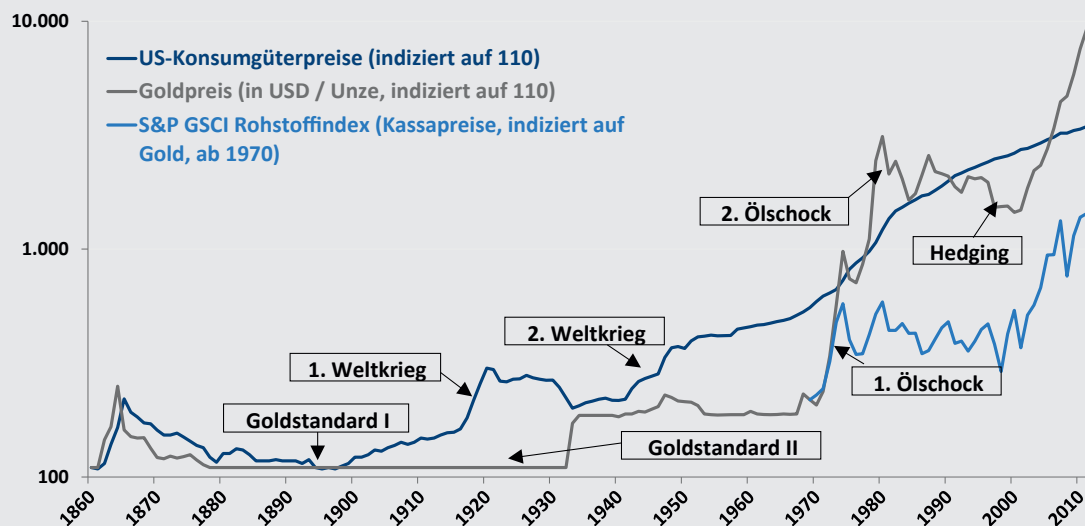 10.000
US-Konsumgüterpreise (indiziert auf 110)
Goldpreis (in USD / Unze, indiziert auf 110)
S&P GSCI Rohstoffindex (Kassapreise, indiziert auf
Gold, ab 1970)
2. Ölschock
1.000
Hedging
2. Weltkrieg
1. Weltkrieg
1. Ölschock
Goldstandard I
Goldstandard II
100
1860
1870
1880
1890
1900
1910
1920
1930
1940
1950
1960
1970
1980
1990
2000
2010